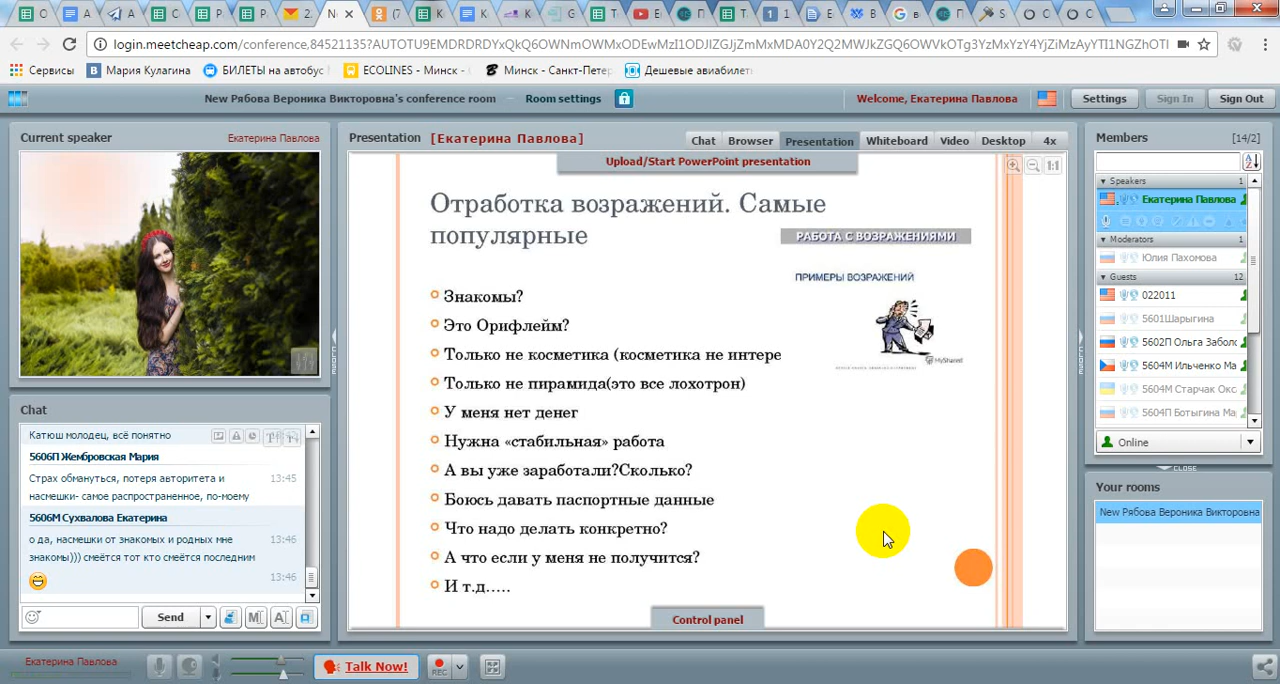 login.meetcheap.com/conference,84521135?AUTOTU9EMDRDRDYxQkQ6OWNmOWMxODEwMzI1ODJIZGJjZmMxMDA0Y2Q2MWJkZGQ6OWVkOTg3YzMxYzY4YjZiMzAyYTI1NGZhOTI
Сервисы
Мария Кулагина
БИЛЕТЫ на автобус
ECOLINES - Минск -
Минск - Санкт-Петер
Дешевые авиабилет
New Рябова Вероника Викторовна's conference room
Room settings
Welcome, Екатерина Павлова
Settings
Sign In
Sign Out
Current speaker
Екатерина Павлова
Presentation
[Екатерина Павлова]
Chat
Browser
Presentation
Whiteboard
Video
Desktop
4x
Upload/Start PowerPoint presentation
1:1
Отработка возражений. Самые
популярные
РАБОТА С ВОЗРАЖЕНИЯМИ
ПРИМЕРЫ ВОЗРАЖЕНИЙ
MyShared
Знакомы?
Это Орифлейм?
Только не косметика (косметика не интере
Только не пирамида(это все лохотрон)
У меня нет денег
Нужна «стабильная» работа
А вы уже заработали?Сколько?
Боюсь давать паспортные данные
Что надо делать конкретно?
А что если у меня не получится?
И т.д…..
Control panel
Members
[14/2]
Speakers 1
Екатерина Павлова
Moderators 1
Юлия Пахомова
Guests 12
022011
5601Шарыгина
5602П Ольга Заболо
5604М Ильченко Ма
5604М Старчак Окс
5604П Ботыгина Ма
Online
CLOSE
Your rooms
New Рябова Вероника Викторовна
Chat
Катюш молодец, всё понятно
5606П Жембровская Мария
Страх обмануться, потеря авторитета и 13:45
насмешки- самое распространенное, по-моему
5606М Сухвалова Екатерина
о да, насмешки от знакомых и родных мне 13:46
знакомы))) смеётся тот кто смеётся последним
13:46
Send
Екатерина Павлова
Talk Now!
REC